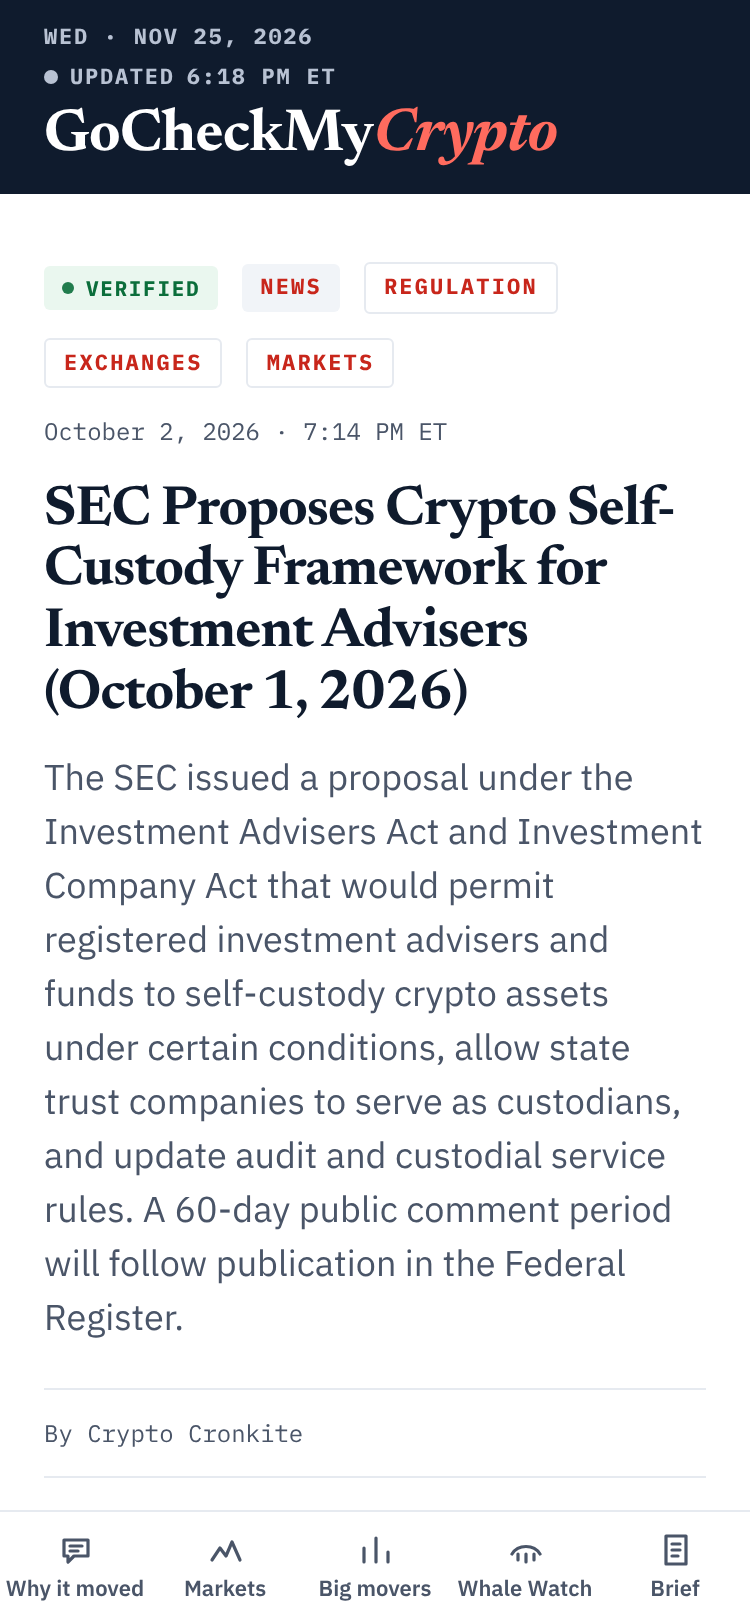 WED · NOV 25, 2026
UPDATED 6:18 PM ET
GoCheckMyCrypto
VERIFIED
NEWS
REGULATION
EXCHANGES
MARKETS
October 2, 2026 · 7:14 PM ET
SEC Proposes Crypto Self-
Custody Framework for
Investment Advisers
(October 1, 2026)
The SEC issued a proposal under the
Investment Advisers Act and Investment
Company Act that would permit
registered investment advisers and
funds to self-custody crypto assets
under certain conditions, allow state
trust companies to serve as custodians,
and update audit and custodial service
rules. A 60-day public comment period
will follow publication in the Federal
Register.
By Crypto Cronkite
Why it moved
Markets
Big movers
Whale Watch
Brief